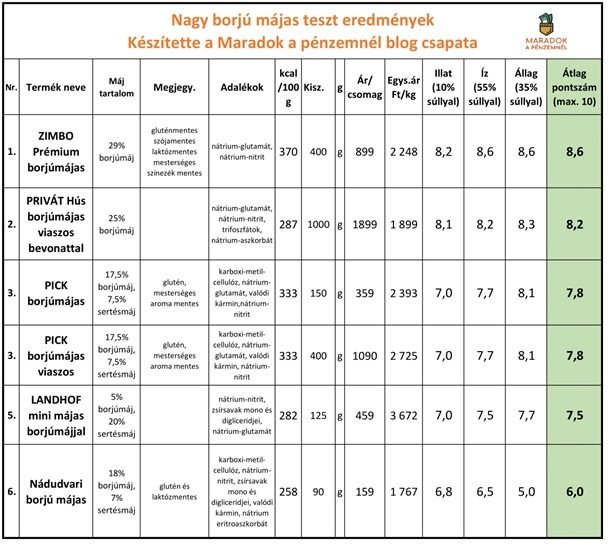 Nagy borjú májas teszt eredmények
Készítette a Maradok a pénzemnél blog csapata
MARADOK
A PÉNZEMNÉL
Nr. Termék neve Máj tartalom Megjegy. Adalékok kcal /100 g Kisz. g Ár/ csomag Egys.ár Ft/kg Illat (10% súllyal) Íz (55% súllyal) Állag (35% súllyal) Átlag pontszám (max. 10)
1. ZIMBO Prémium borjúmájas 29% borjúmáj gluténmentes szójamentes laktózmentes mesterséges színezék mentes nátrium-glutamát, nátrium-nitrit 370 400 g 899 2 248 8,2 8,6 8,6 8,6
2. PRIVÁT Hús borjúmájas viaszos bevonattal 25% borjúmáj nátrium-glutamát, nátrium-nitrit, trifoszfátok, nátrium-aszkorbát 287 1000 g 1899 1 899 8,1 8,2 8,3 8,2
3. PICK borjúmájas 17,5% borjúmáj, 7,5% sertésmáj glutén, mesterséges aroma mentes karboxi-metil-cellulóz, nátrium-glutamát, valódi kármin,nátrium-nitrit 333 150 g 359 2 393 7,0 7,7 8,1 7,8
3. PICK borjúmájas viaszos 17,5% borjúmáj, 7,5% sertésmáj glutén, mesterséges aroma mentes karboxi-metil-cellulóz, nátrium-glutamát, valódi kármin, nátrium-nitrit 333 400 g 1090 2 725 7,0 7,7 8,1 7,8
5. LANDHOF mini májas borjúmájjal 5% borjúmáj, 20% sertésmáj nátrium-nitrit, zsírsavak mono és digliceridjei, nátrium-glutamát 282 125 g 459 3 672 7,0 7,5 7,7 7,5
6. Nádudvari borjú májas 18% borjúmáj, 7% sertésmáj glutén és laktózmentes karboxi-metil-cellulóz, nátrium-nitrit, zsírsavak mono és digliceridjei, valódi kármin, nátrium eritroaszkorbát 258 90 g 159 1 767 6,8 6,5 5,0 6,0